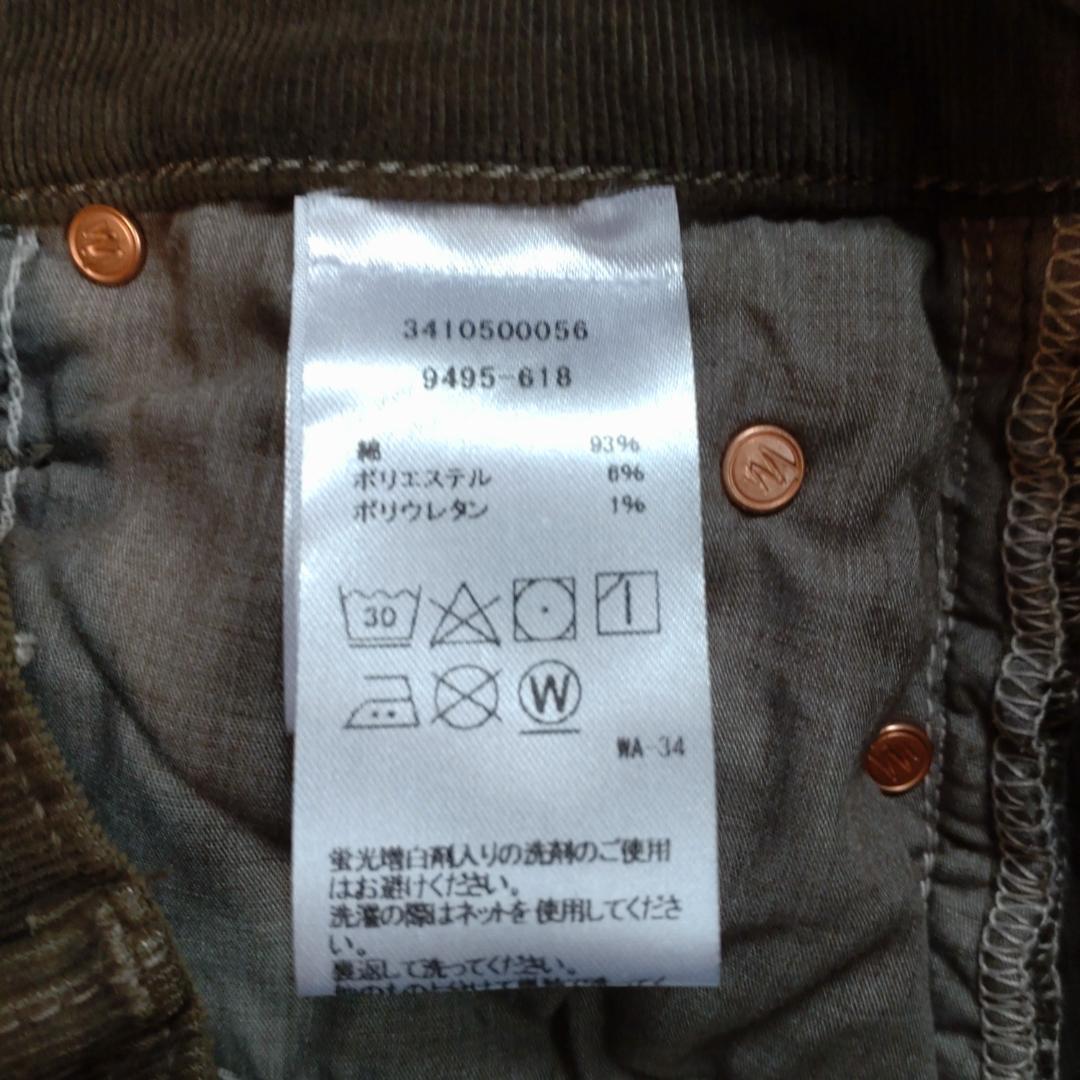 3410500056
9495-618
綿 93%
ポリエステル 6%
ポリウレタン 1%
30
W
WA-34
蛍光増白剤入りの洗剤のご使用
はお避けください。
洗濯の際はネットを使用してくださ
い。
裏返して洗ってください。